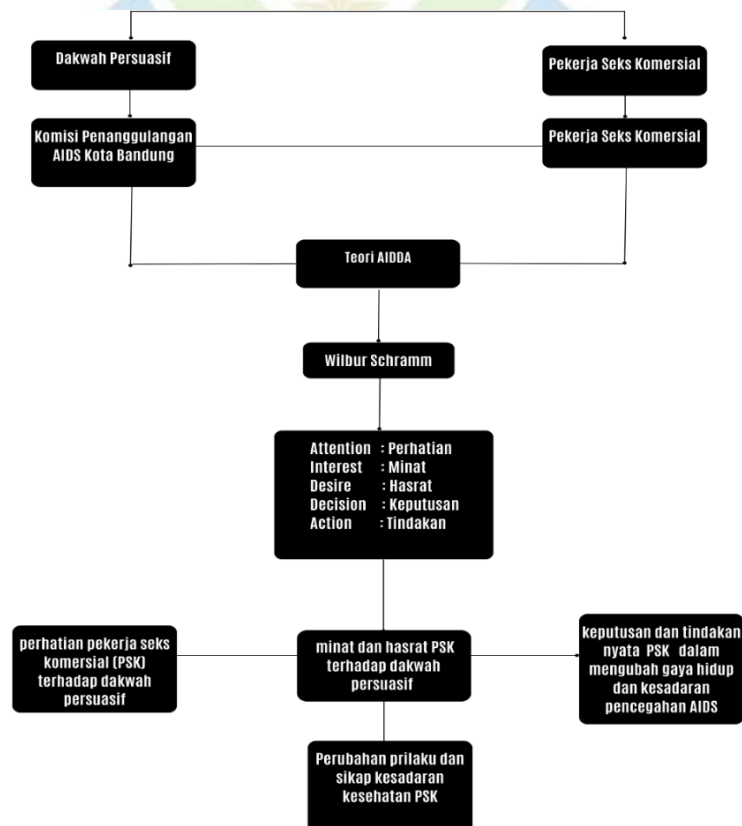 Dakwah Persuasif
Pekerja Seks Komersial
Komisi Penanggulangan
AIDS Kota Bandung
Pekerja Seks Komersial
Teori AIDDA
Wilbur Schramm
Attention : Perhatian
Interest : Minat
Desire : Hasrat
Decision : Keputusan
Action : Tindakan
perhatian pekerja seks
komersial (PSK)
terhadap dakwah
persuasif
minat dan hasrat PSK
terhadap dakwah
persuasif
keputusan dan tindakan
nyata PSK dalam
mengubah gaya hidup
dan kesadaran
pencegahan AIDS
Perubahan prilaku dan
sikap kesadaran
kesehatan PSK